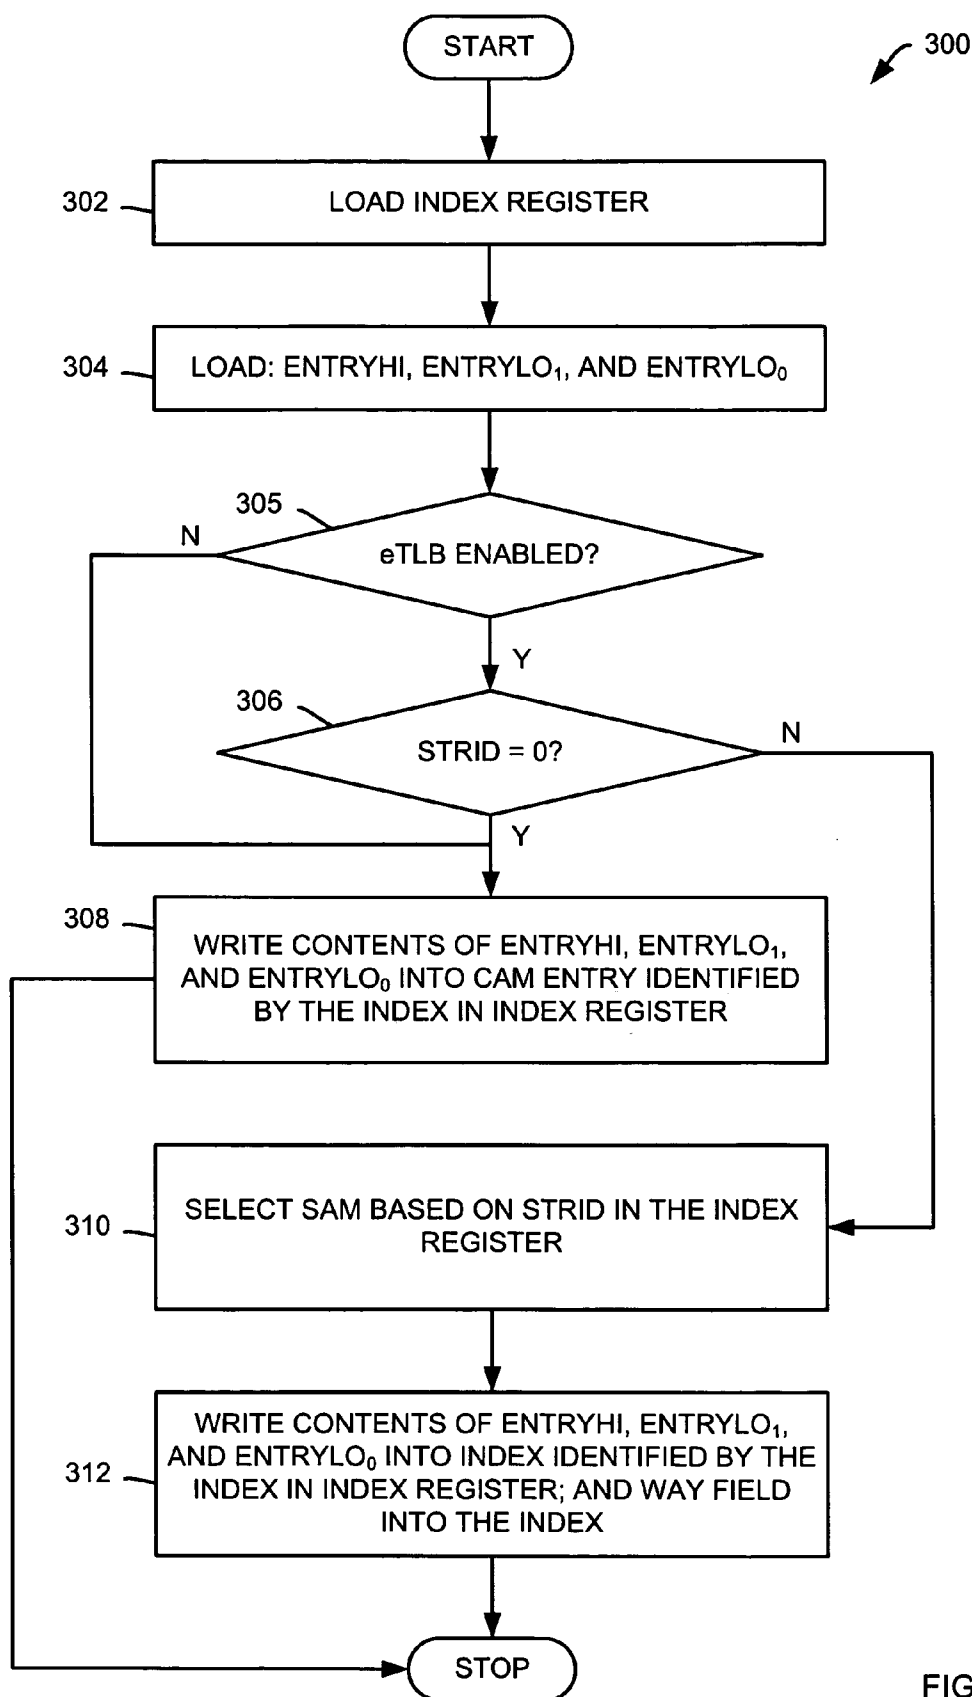 START
300
302
LOAD INDEX REGISTER
304
LOAD: ENTRYHI, ENTRYLO₁, AND ENTRYLO₀
305
N
eTLB ENABLED?
Y
306
N
STRID = 0?
Y
308
WRITE CONTENTS OF ENTRYHI, ENTRYLO₁,
AND ENTRYLO₀ INTO CAM ENTRY IDENTIFIED
BY THE INDEX IN INDEX REGISTER
310
SELECT SAM BASED ON STRID IN THE INDEX
REGISTER
312
WRITE CONTENTS OF ENTRYHI, ENTRYLO₁,
AND ENTRYLO₀ INTO INDEX IDENTIFIED BY THE
INDEX IN INDEX REGISTER; AND WAY FIELD
INTO THE INDEX
STOP
FIG